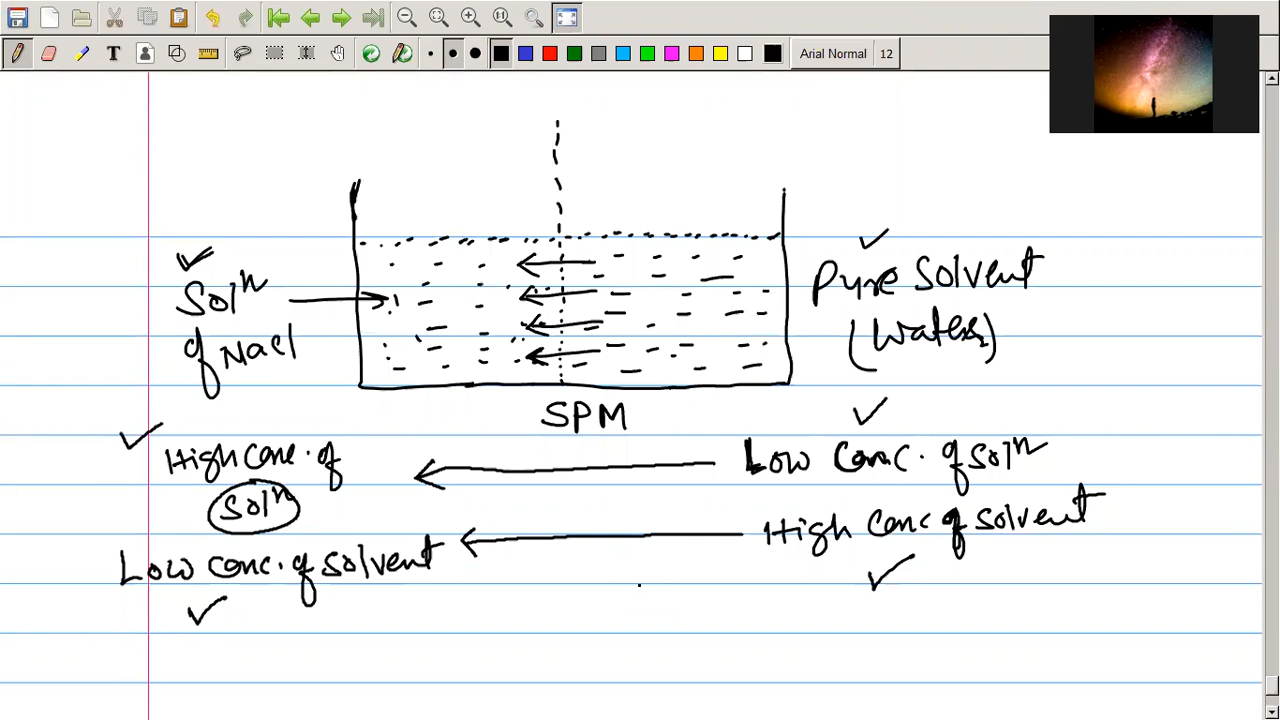 T
Arial Normal 12
Solⁿ
of Nacl
Pure Solvent
(Water)
SPM
High Conc. of
Solⁿ
Low Conc. of Solⁿ
High Conc of Solvent
Low Conc. of Solvent